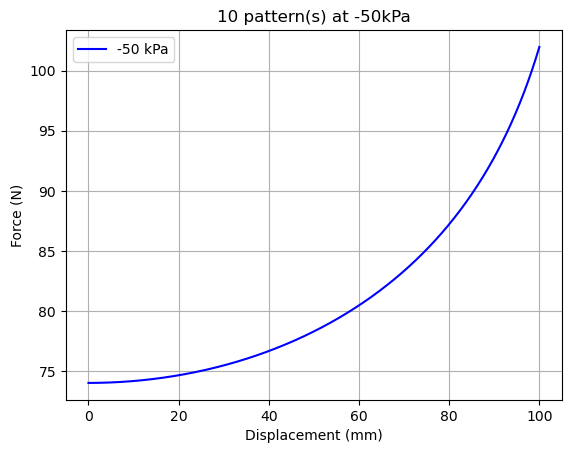 10 pattern(s) at -50kPa
-50 kPa
100
95
90
85
80
75
Force (N)
0 20 40 60 80 100
Displacement (mm)